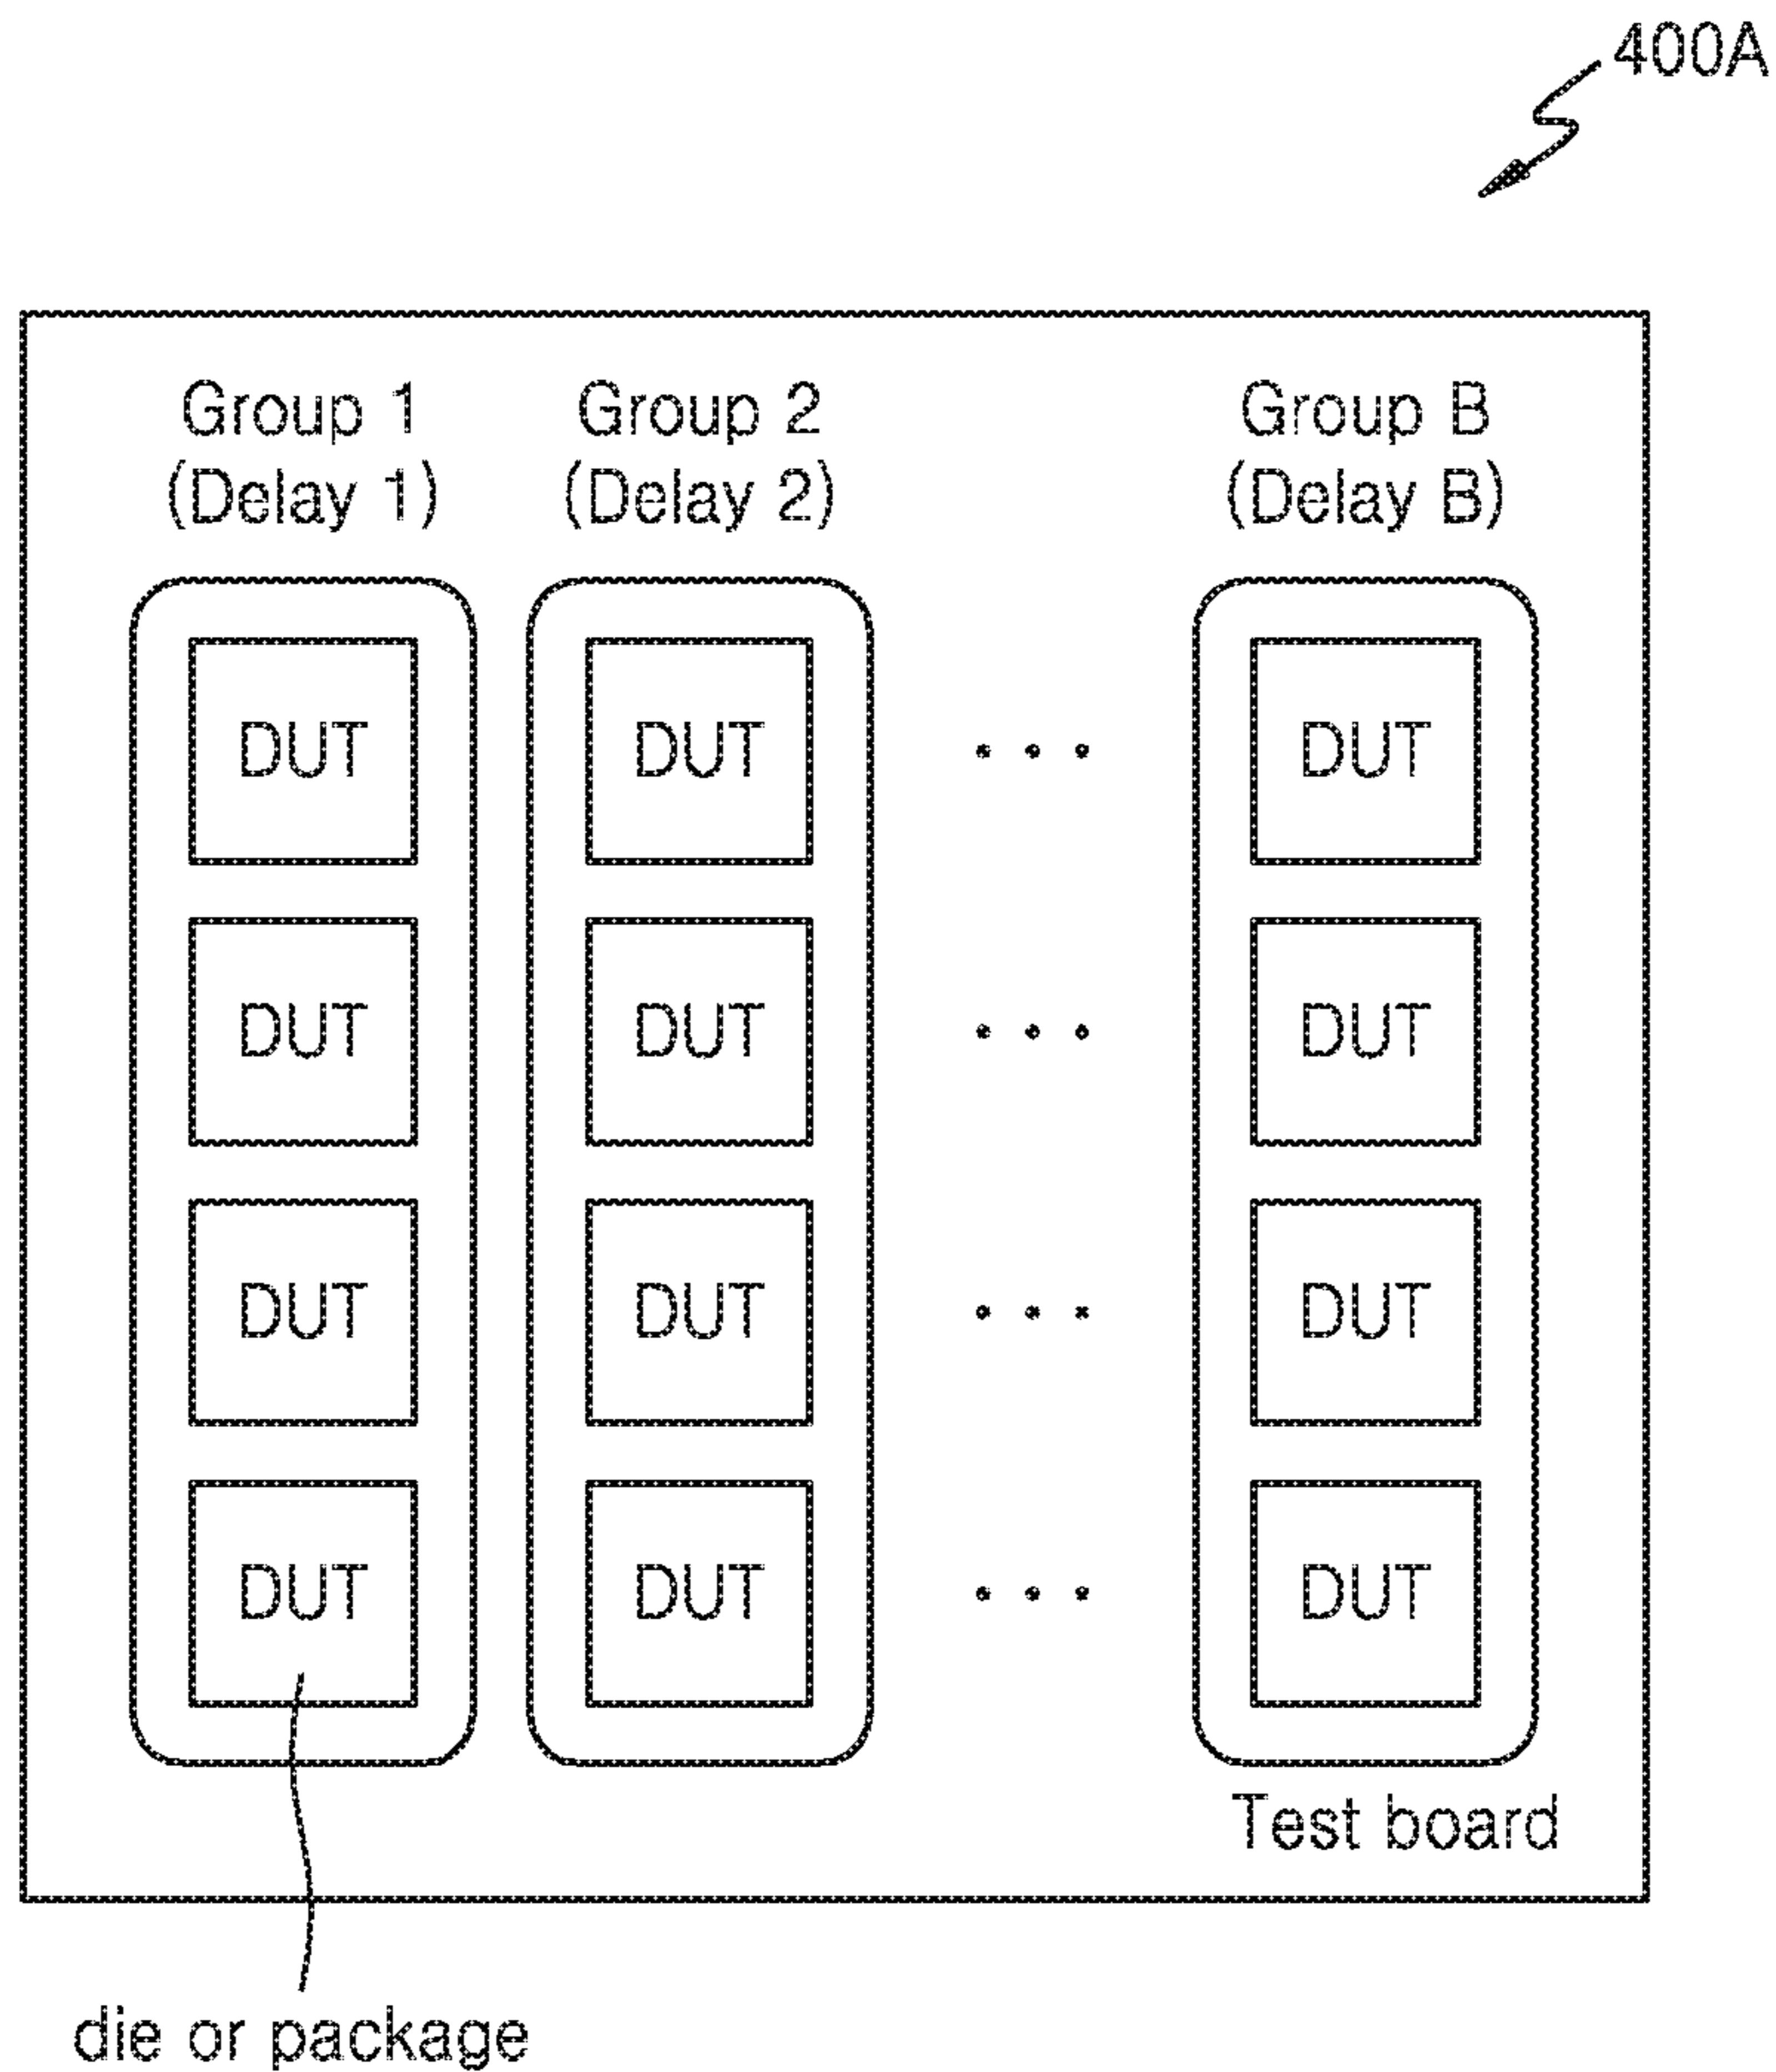 400A
Group 1 Group 2 Group B
(Delay 1) (Delay 2) (Delay B)
DUT DUT ··· DUT
DUT DUT ··· DUT
DUT DUT ··· DUT
DUT DUT ··· DUT
Test board
die or package